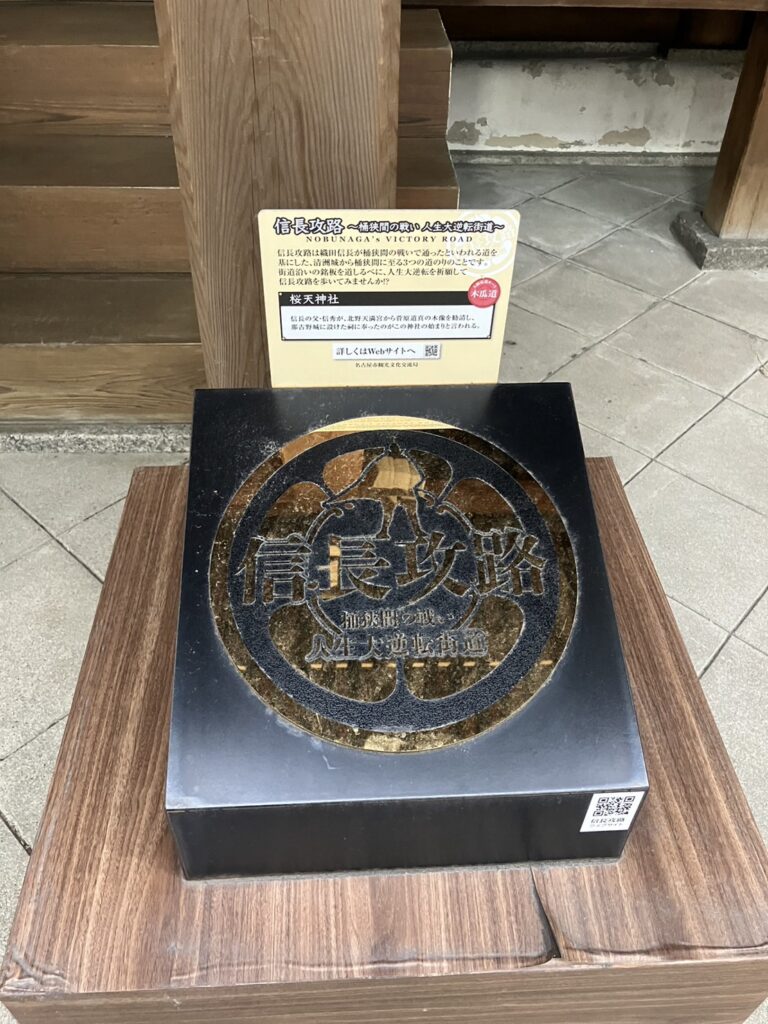 信長攻路 ～桶狭間の戦い 人生大逆転街道～
NOBUNAGA's VICTORY ROAD
信長攻路は織田信長が桶狭間の戦いで通ったといわれる道を
基にした、清洲城から桶狭間に至る3つの道のりのことです。
街道沿いの銘板を道しるべに、人生大逆転を祈願して
信長攻路を歩いてみませんか!?
木瓜道
桜天神社
信長の父・信秀が、北野天満宮から菅原道真の木像を勧請し、
那古野城に設けた祠に奉ったのがこの神社の始まりと言われる。
詳しくはWebサイトへ
名古屋市観光文化交流局
信長攻路
桶狭間の戦い
人生大逆転街道
信長攻路
ウェブサイト